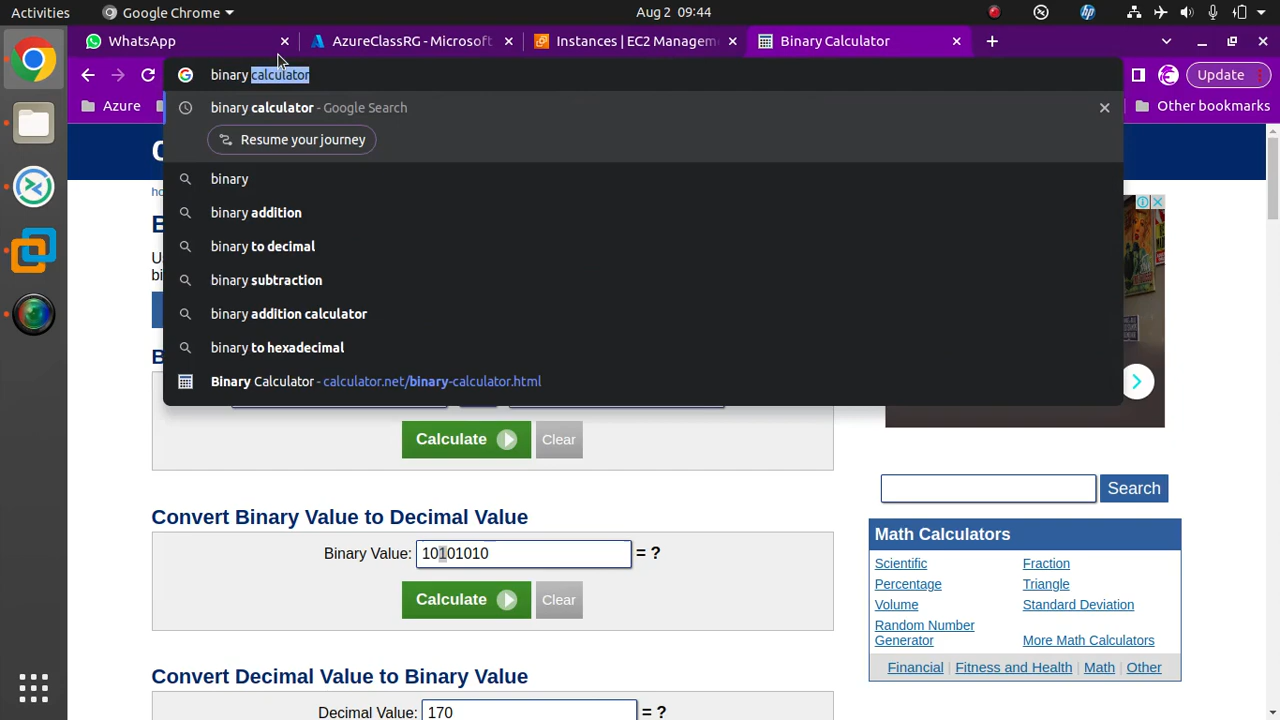 Activities
Google Chrome
Aug 2 09:44
WhatsApp
AzureClassRG - Microsoft
Instances | EC2 Managem
Binary Calculator
binary calculator
Update
Azure
Other bookmarks
binary calculator - Google Search
Resume your journey
binary
binary addition
binary to decimal
binary subtraction
binary addition calculator
binary to hexadecimal
Binary Calculator - calculator.net/binary-calculator.html
Calculate
Clear
Search
Convert Binary Value to Decimal Value
Binary Value: 10101010 = ?
Calculate
Clear
Math Calculators
Scientific
Fraction
Percentage
Triangle
Volume
Standard Deviation
Random Number
Generator
More Math Calculators
Financial | Fitness and Health | Math | Other
Convert Decimal Value to Binary Value
Decimal Value: 170 = ?